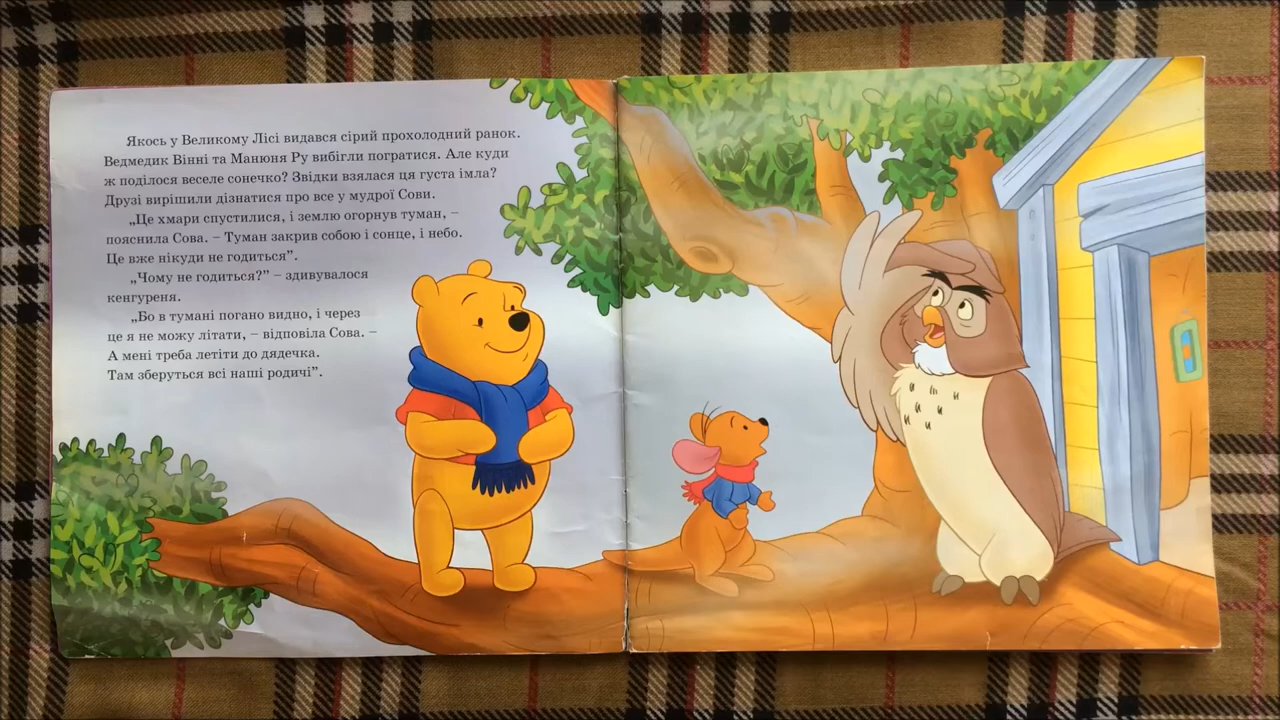 Якось у Великому Лісі видався сірий прохолодний ранок.
Ведмедик Вінні та Манюня Ру вибігли погратися. Але куди
ж поділося веселе сонечко? Звідки взялася ця густа імла?
Друзі вирішили дізнатися про все у мудрої Сови.
„Це хмари спустилися, і землю огорнув туман, –
пояснила Сова. – Туман закрив собою і сонце, і небо.
Це вже нікуди не годиться”.
„Чому не годиться?” – здивувалося
кенгуреня.
„Бо в тумані погано видно, і через
це я не можу літати, – відповіла Сова. –
А мені треба летіти до дядечка.
Там зберуться всі наші родичі”.